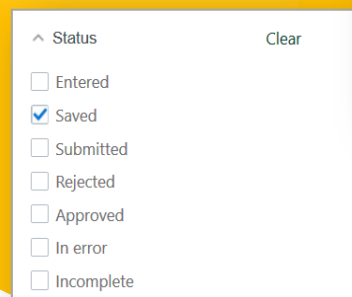 Status Clear
Entered
Saved
Submitted
Rejected
Approved
In error
Incomplete